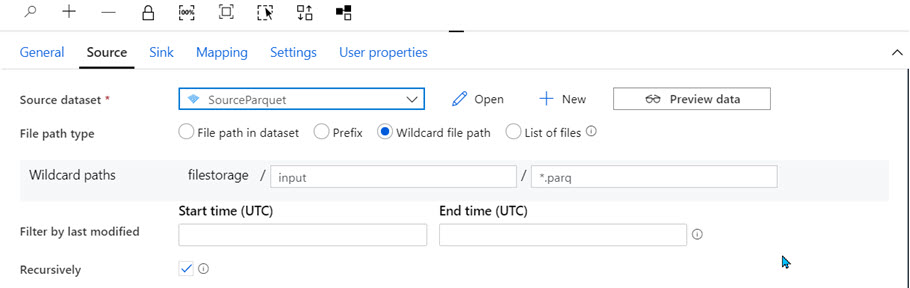 100%
General Source Sink Mapping Settings User properties
Source dataset * SourceParquet Open New Preview data
File path type File path in dataset Prefix Wildcard file path List of files
Wildcard paths filestorage / input / *.parq
Start time (UTC) End time (UTC)
Filter by last modified
Recursively